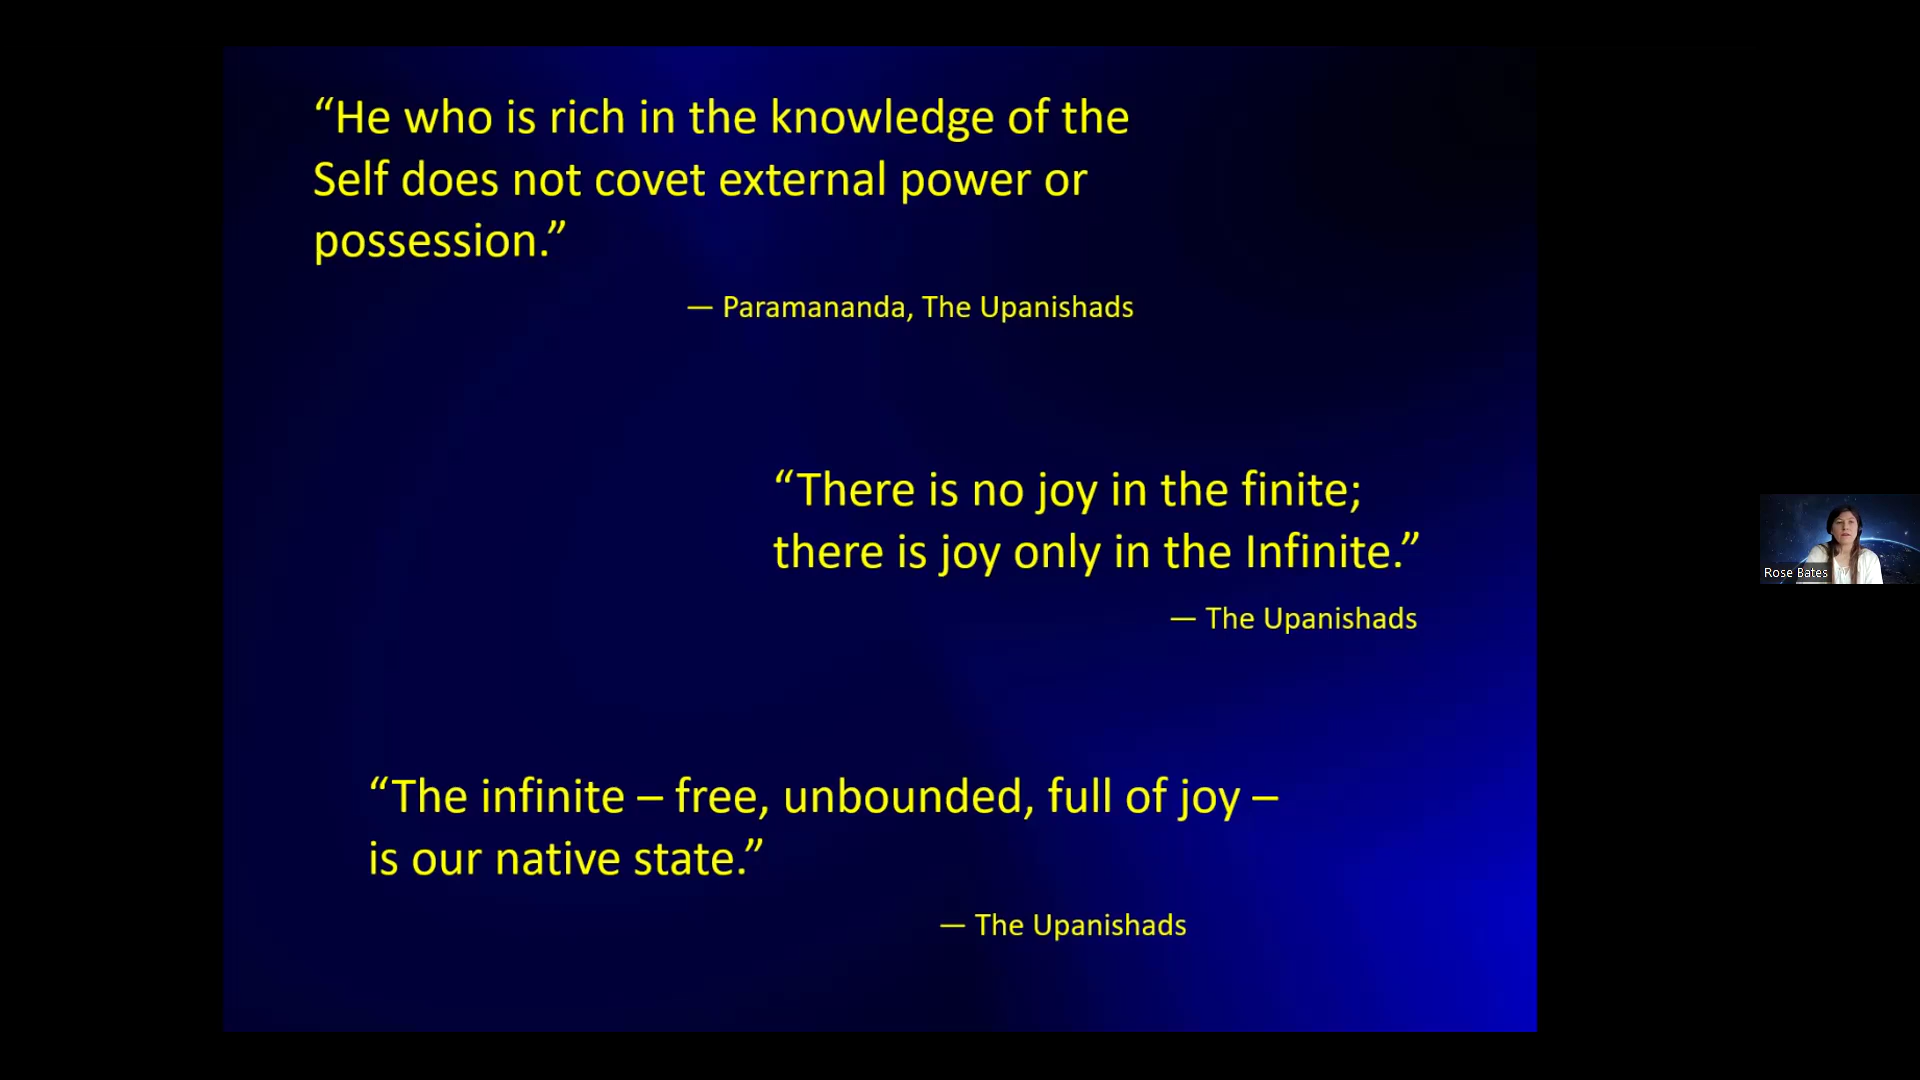 “He who is rich in the knowledge of the
Self does not covet external power or
possession.”
— Paramananda, The Upanishads
“There is no joy in the finite;
there is joy only in the Infinite.”
— The Upanishads
Rose Bates
“The infinite – free, unbounded, full of joy –
is our native state.”
— The Upanishads